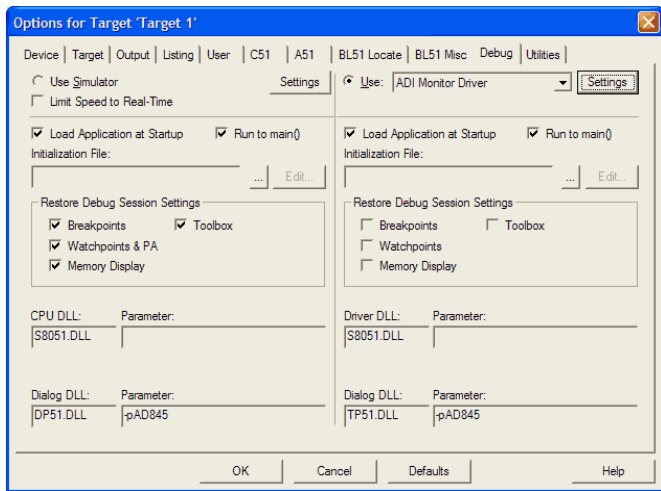 Options for Target 'Target 1'
Device Target Output Listing User C51 A51 BL51 Locate BL51 Misc Debug Utilities
Use Simulator Settings Use: ADI Monitor Driver Settings
Limit Speed to Real-Time
Load Application at Startup Run to main() Load Application at Startup Run to main()
Initialization File: Initialization File:
... Edit... ... Edit...
Restore Debug Session Settings Restore Debug Session Settings
Breakpoints Toolbox Breakpoints Toolbox
Watchpoints & PA Watchpoints
Memory Display Memory Display
CPU DLL: Parameter: Driver DLL: Parameter:
S8051.DLL S8051.DLL
Dialog DLL: Parameter: Dialog DLL: Parameter:
DP51.DLL -pAD845 TP51.DLL -pAD845
OK Cancel Defaults Help